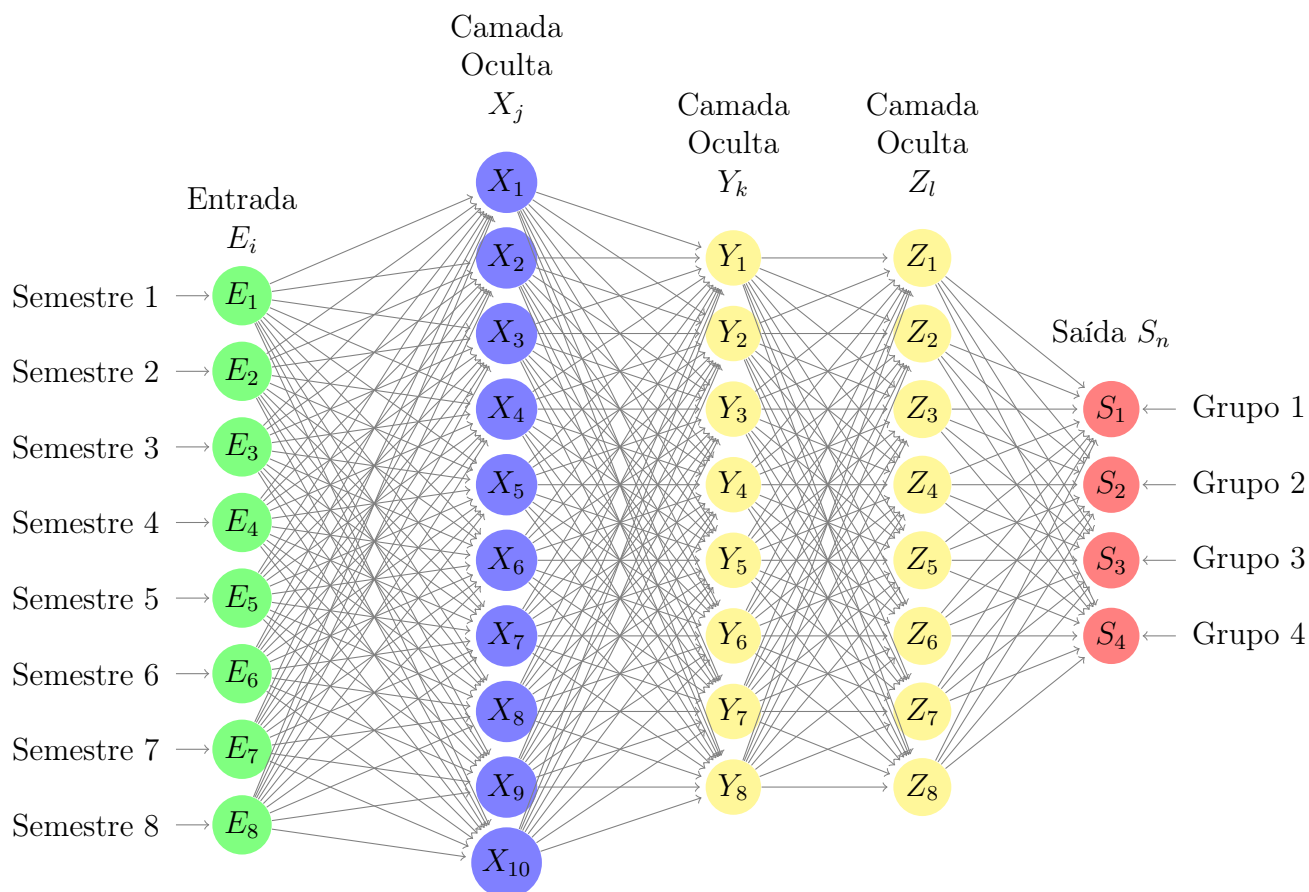 Camada
Oculta
X_j
Camada
Oculta
Y_k
Camada
Oculta
Z_l
Entrada
E_i
Saída S_n
Semestre 1
Semestre 2
Semestre 3
Semestre 4
Semestre 5
Semestre 6
Semestre 7
Semestre 8
E_1
E_2
E_3
E_4
E_5
E_6
E_7
E_8
X_1
X_2
X_3
X_4
X_5
X_6
X_7
X_8
X_9
X_10
Y_1
Y_2
Y_3
Y_4
Y_5
Y_6
Y_7
Y_8
Z_1
Z_2
Z_3
Z_4
Z_5
Z_6
Z_7
Z_8
S_1
S_2
S_3
S_4
Grupo 1
Grupo 2
Grupo 3
Grupo 4